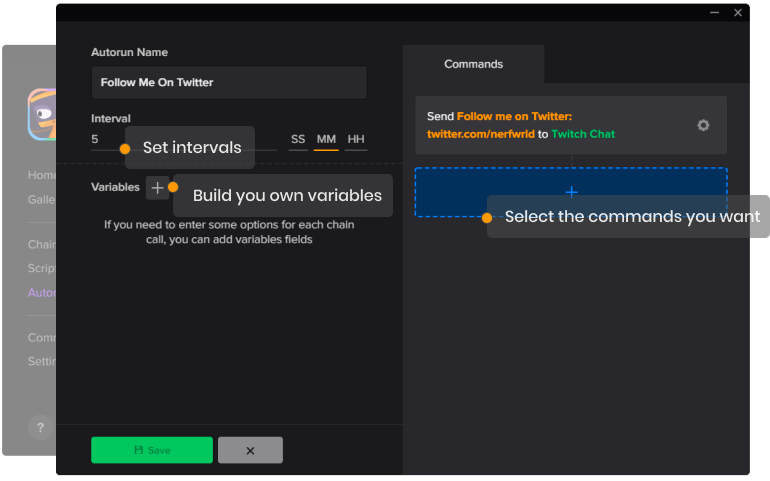 Autorun Name
Follow Me On Twitter
Interval
5
SS MM HH
Set intervals
Variables
Build you own variables
If you need to enter some options for each chain
call, you can add variables fields
Save
Commands
Send Follow me on Twitter:
twitter.com/nerfwrld to Twitch Chat
Select the commands you want
Home
Galle
Chain
Script
Autor
Comm
Settin
?